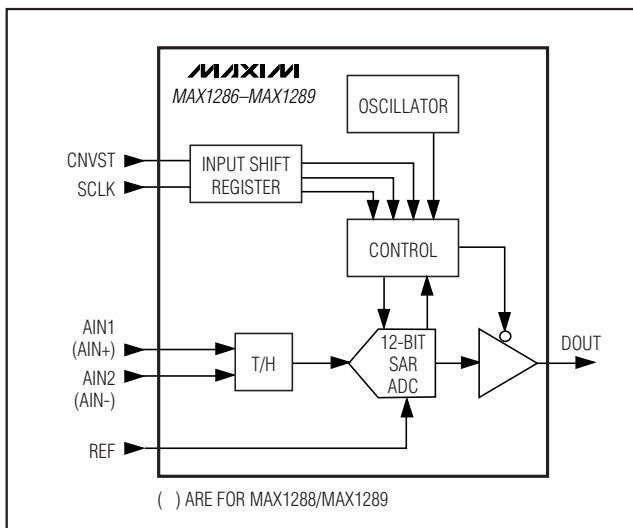 MAXIM
MAX1286–MAX1289
OSCILLATOR
CNVST
SCLK
INPUT SHIFT
REGISTER
CONTROL
AIN1
(AIN+)
AIN2
(AIN-)
T/H
12-BIT
SAR
ADC
DOUT
REF
( ) ARE FOR MAX1288/MAX1289